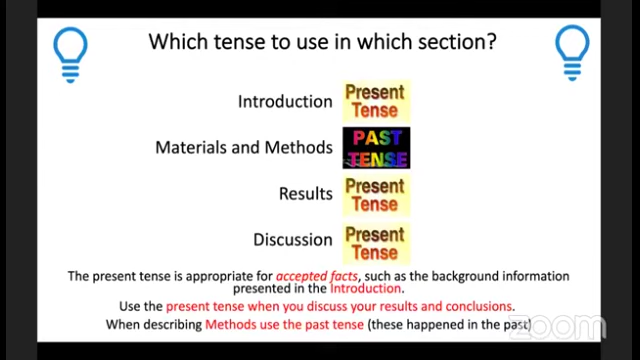 Which tense to use in which section?
Introduction
Present
Tense
Materials and Methods
PAST
TENSE
Results
Present
Tense
Discussion
Present
Tense
The present tense is appropriate for accepted facts, such as the background information
presented in the Introduction.
Use the present tense when you discuss your results and conclusions.
When describing Methods use the past tense (these happened in the past)
zoom